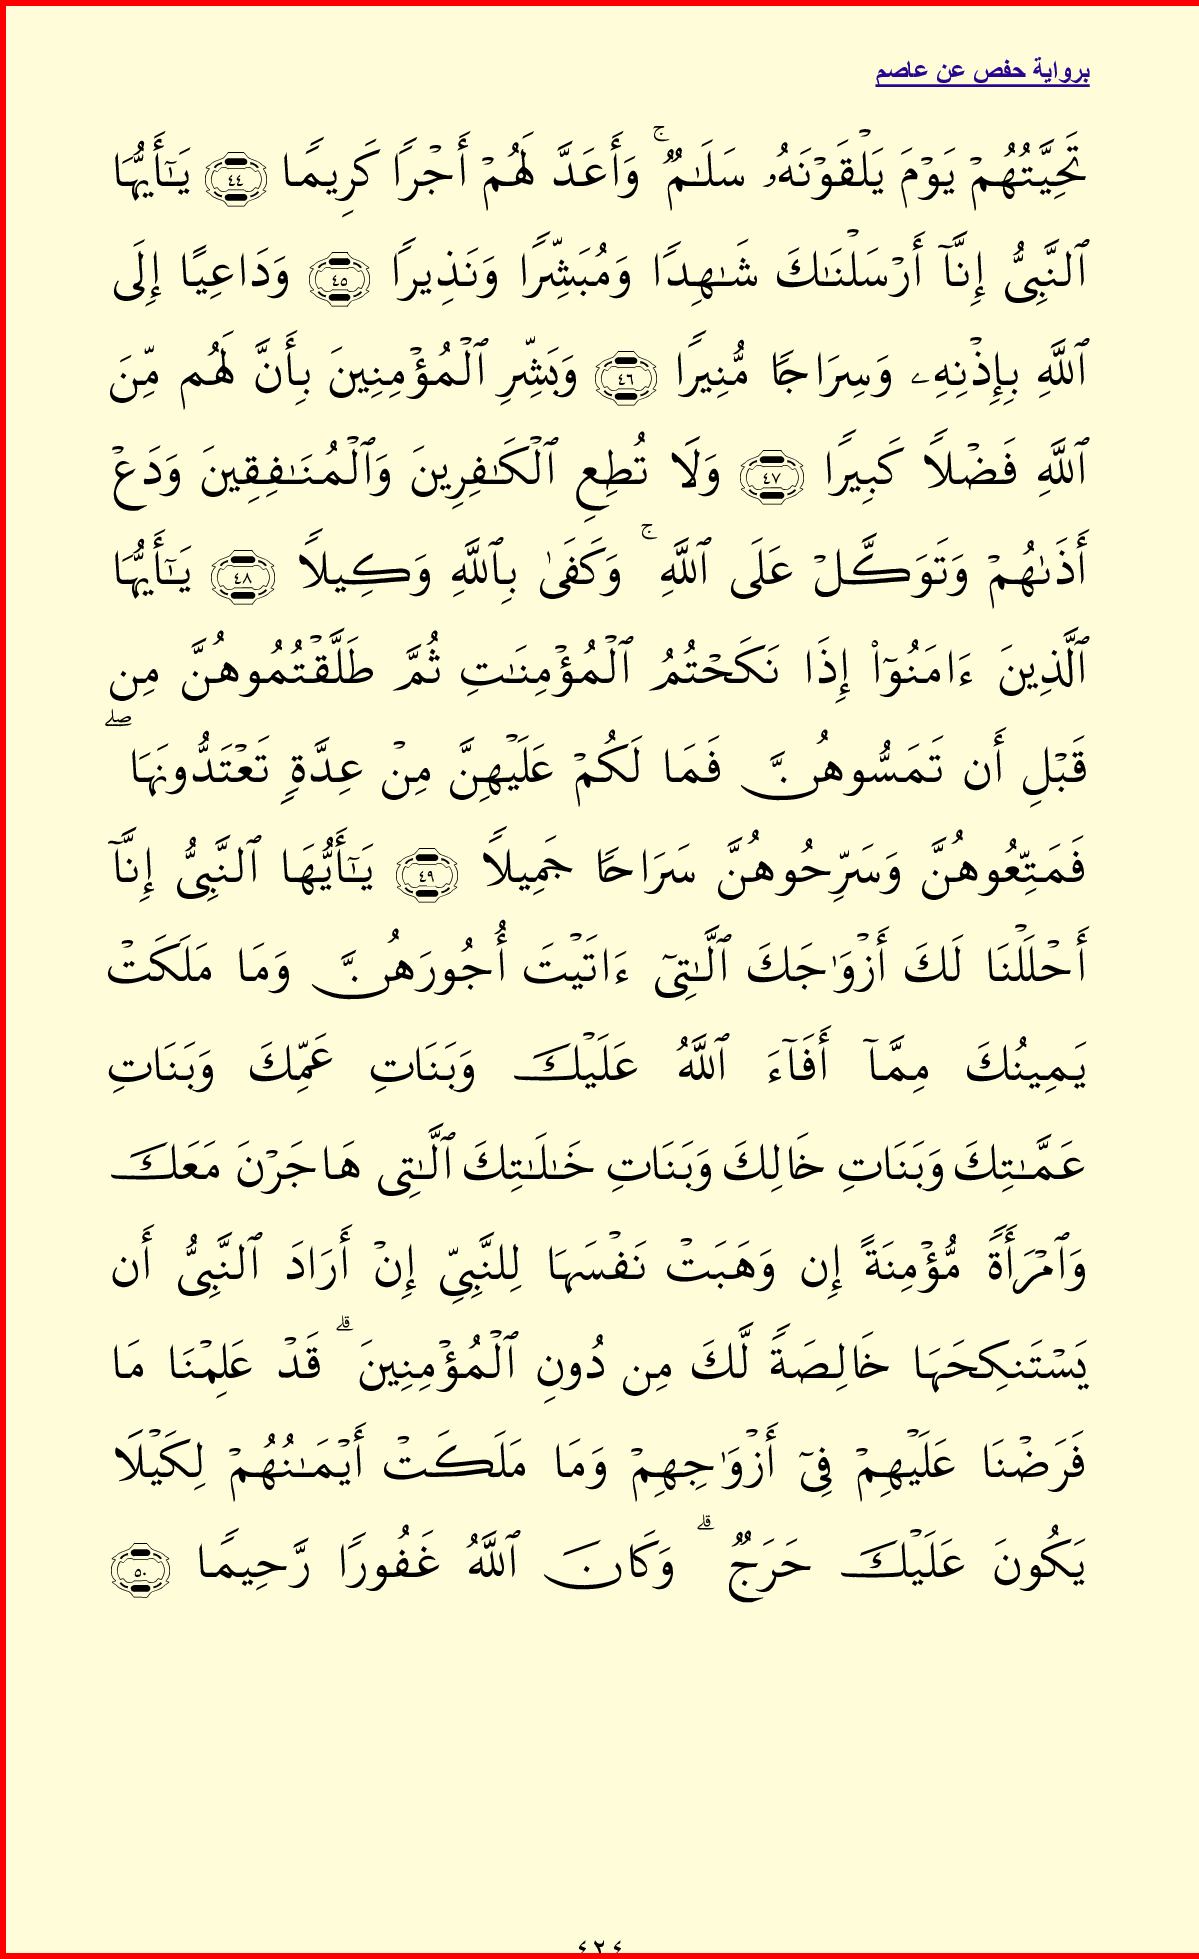 برواية حفص عن عاصم
تَحِيَّتُهُمْ يَوْمَ يَلْقَوْنَهُۥ سَلَـٰمٌ ۚ وَأَعَدَّ لَهُمْ أَجْرًا كَرِيمًا ٤٤ يَـٰٓأَيُّهَا
ٱلنَّبِىُّ إِنَّآ أَرْسَلْنَـٰكَ شَـٰهِدًا وَمُبَشِّرًا وَنَذِيرًا ٤٥ وَدَاعِيًا إِلَى
ٱللَّهِ بِإِذْنِهِۦ وَسِرَاجًا مُّنِيرًا ٤٦ وَبَشِّرِ ٱلْمُؤْمِنِينَ بِأَنَّ لَهُم مِّنَ
ٱللَّهِ فَضْلًا كَبِيرًا ٤٧ وَلَا تُطِعِ ٱلْكَـٰفِرِينَ وَٱلْمُنَـٰفِقِينَ وَدَعْ
أَذَىٰهُمْ وَتَوَكَّلْ عَلَى ٱللَّهِ ۚ وَكَفَىٰ بِٱللَّهِ وَكِيلًا ٤٨ يَـٰٓأَيُّهَا
ٱلَّذِينَ ءَامَنُوٓا۟ إِذَا نَكَحْتُمُ ٱلْمُؤْمِنَـٰتِ ثُمَّ طَلَّقْتُمُوهُنَّ مِن
قَبْلِ أَن تَمَسُّوهُنَّ فَمَا لَكُمْ عَلَيْهِنَّ مِنْ عِدَّةٍ تَعْتَدُّونَهَا ۖ
فَمَتِّعُوهُنَّ وَسَرِّحُوهُنَّ سَرَاحًا جَمِيلًا ٤٩ يَـٰٓأَيُّهَا ٱلنَّبِىُّ إِنَّآ
أَحْلَلْنَا لَكَ أَزْوَٰجَكَ ٱلَّـٰتِىٓ ءَاتَيْتَ أُجُورَهُنَّ وَمَا مَلَكَتْ
يَمِينُكَ مِمَّآ أَفَآءَ ٱللَّهُ عَلَيْكَ وَبَنَاتِ عَمِّكَ وَبَنَاتِ
عَمَّـٰتِكَ وَبَنَاتِ خَالِكَ وَبَنَاتِ خَـٰلَـٰتِكَ ٱلَّـٰتِى هَاجَرْنَ مَعَكَ
وَٱمْرَأَةً مُّؤْمِنَةً إِن وَهَبَتْ نَفْسَهَا لِلنَّبِىِّ إِنْ أَرَادَ ٱلنَّبِىُّ أَن
يَسْتَنكِحَهَا خَالِصَةً لَّكَ مِن دُونِ ٱلْمُؤْمِنِينَ ۗ قَدْ عَلِمْنَا مَا
فَرَضْنَا عَلَيْهِمْ فِىٓ أَزْوَٰجِهِمْ وَمَا مَلَكَتْ أَيْمَـٰنُهُمْ لِكَيْلَا
يَكُونَ عَلَيْكَ حَرَجٌ ۗ وَكَانَ ٱللَّهُ غَفُورًا رَّحِيمًا ٥٠
٤٢٤